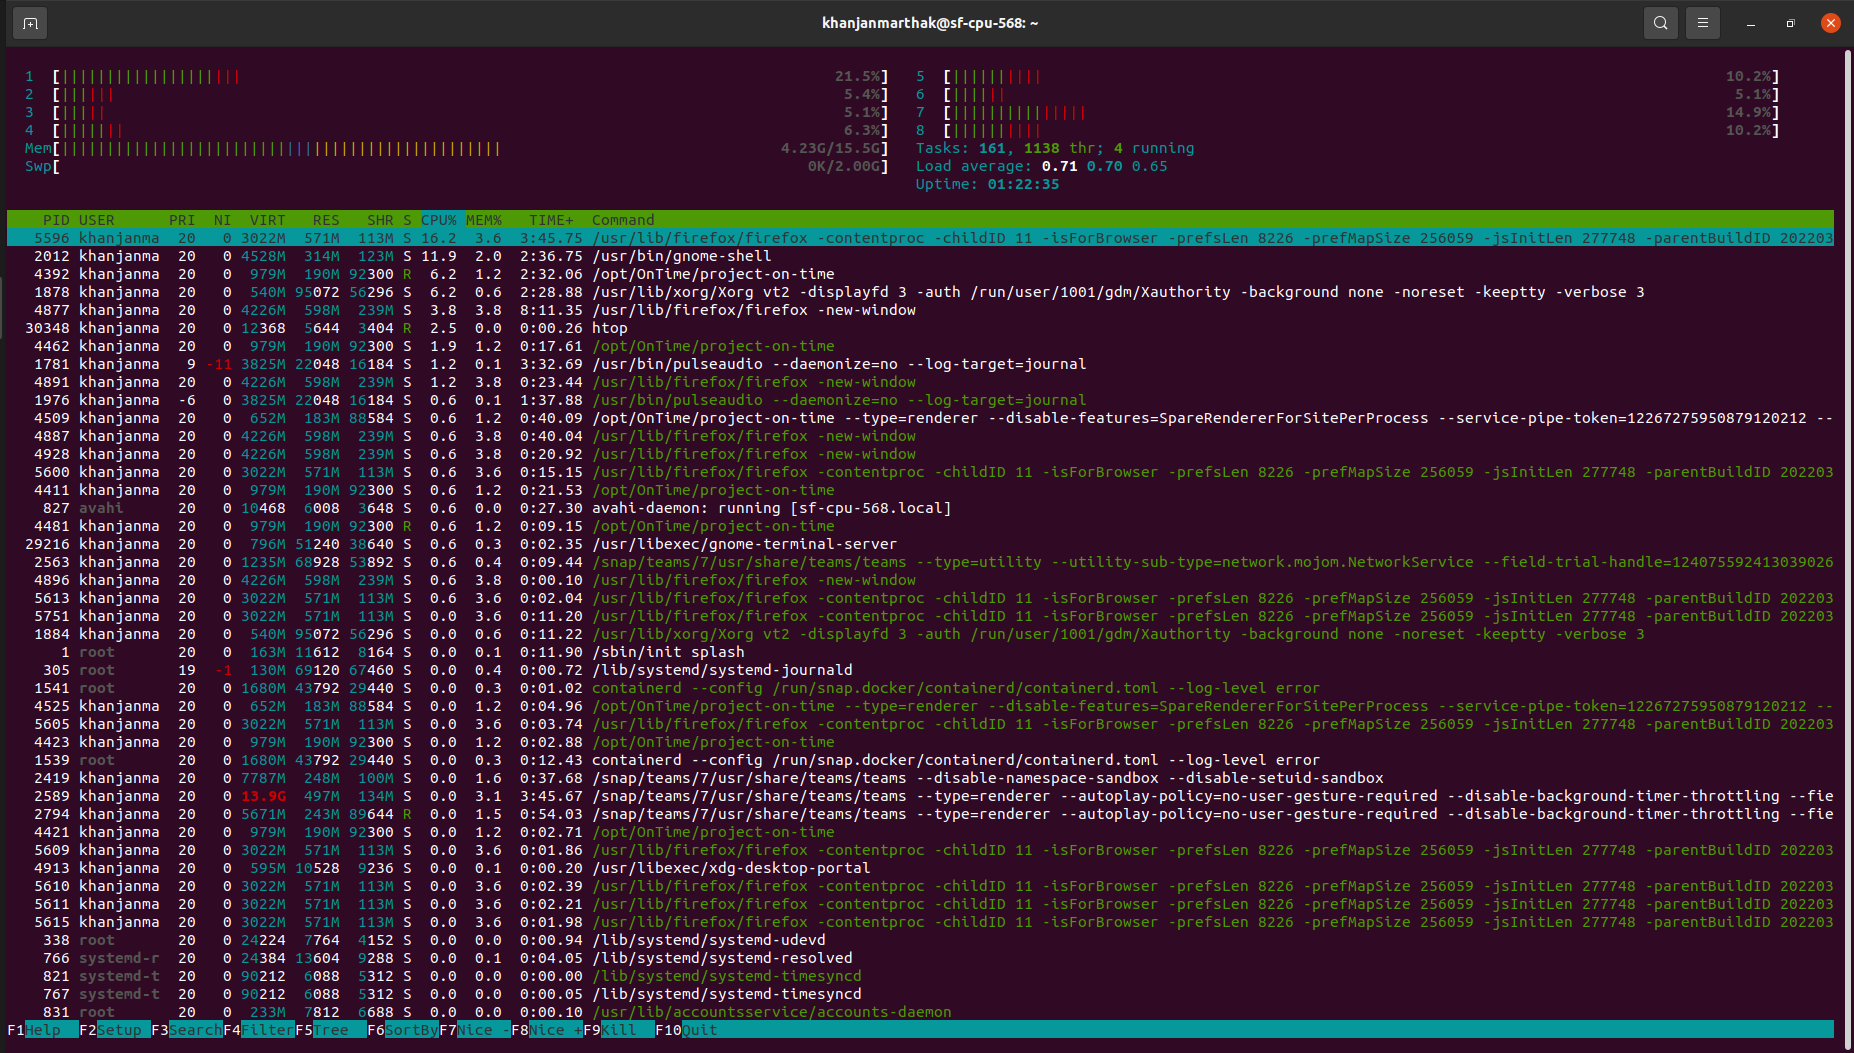 khanjanmarthak@sf-cpu-568: ~
1 [|||||||||||||||||||| 21.5%] 5 [|||||||||| 10.2%]
2 [|||||| 5.4%] 6 [|||||| 5.1%]
3 [||||| 5.1%] 7 [||||||||||||||| 14.9%]
4 [||||||| 6.3%] 8 [|||||||||| 10.2%]
Mem[||||||||||||||||||||||||||||||||||||||||||||||||| 4.23G/15.5G] Tasks: 161, 1138 thr; 4 running
Swp[ 0K/2.00G] Load average: 0.71 0.70 0.65
Uptime: 01:22:35
PID USER PRI NI VIRT RES SHR S CPU% MEM% TIME+ Command
5596 khanjanma 20 0 3022M 571M 113M S 16.2 3.6 3:45.75 /usr/lib/firefox/firefox -contentproc -childID 11 -isForBrowser -prefsLen 8226 -prefMapSize 256059 -jsInitLen 277748 -parentBuildID 202203
2012 khanjanma 20 0 4528M 314M 123M S 11.9 2.0 2:36.75 /usr/bin/gnome-shell
4392 khanjanma 20 0 979M 190M 92300 R 6.2 1.2 2:32.06 /opt/OnTime/project-on-time
1878 khanjanma 20 0 540M 95072 56296 S 6.2 0.6 2:28.88 /usr/lib/xorg/Xorg vt2 -displayfd 3 -auth /run/user/1001/gdm/Xauthority -background none -noreset -keeptty -verbose 3
4877 khanjanma 20 0 4226M 598M 239M S 3.8 3.8 8:11.35 /usr/lib/firefox/firefox -new-window
30348 khanjanma 20 0 12368 5644 3404 R 2.5 0.0 0:00.26 htop
4462 khanjanma 20 0 979M 190M 92300 S 1.9 1.2 0:17.61 /opt/OnTime/project-on-time
1781 khanjanma 9 -11 3825M 22048 16184 S 1.2 0.1 3:32.69 /usr/bin/pulseaudio --daemonize=no --log-target=journal
4891 khanjanma 20 0 4226M 598M 239M S 1.2 3.8 0:23.44 /usr/lib/firefox/firefox -new-window
1976 khanjanma -6 0 3825M 22048 16184 S 0.6 0.1 1:37.88 /usr/bin/pulseaudio --daemonize=no --log-target=journal
4509 khanjanma 20 0 652M 183M 88584 S 0.6 1.2 0:40.09 /opt/OnTime/project-on-time --type=renderer --disable-features=SpareRendererForSitePerProcess --service-pipe-token=12267275950879120212 --
4887 khanjanma 20 0 4226M 598M 239M S 0.6 3.8 0:40.04 /usr/lib/firefox/firefox -new-window
4928 khanjanma 20 0 4226M 598M 239M S 0.6 3.8 0:20.92 /usr/lib/firefox/firefox -new-window
5600 khanjanma 20 0 3022M 571M 113M S 0.6 3.6 0:15.15 /usr/lib/firefox/firefox -contentproc -childID 11 -isForBrowser -prefsLen 8226 -prefMapSize 256059 -jsInitLen 277748 -parentBuildID 202203
4411 khanjanma 20 0 979M 190M 92300 S 0.6 1.2 0:21.53 /opt/OnTime/project-on-time
827 avahi 20 0 10468 6008 3648 S 0.6 0.0 0:27.30 avahi-daemon: running [sf-cpu-568.local]
4481 khanjanma 20 0 979M 190M 92300 R 0.6 1.2 0:09.15 /opt/OnTime/project-on-time
29216 khanjanma 20 0 796M 51240 38640 S 0.6 0.3 0:02.35 /usr/libexec/gnome-terminal-server
2563 khanjanma 20 0 1235M 68928 53892 S 0.6 0.4 0:09.44 /snap/teams/7/usr/share/teams/teams --type=utility --utility-sub-type=network.mojom.NetworkService --field-trial-handle=124075592413039026
4896 khanjanma 20 0 4226M 598M 239M S 0.6 3.8 0:00.10 /usr/lib/firefox/firefox -new-window
5613 khanjanma 20 0 3022M 571M 113M S 0.6 3.6 0:02.04 /usr/lib/firefox/firefox -contentproc -childID 11 -isForBrowser -prefsLen 8226 -prefMapSize 256059 -jsInitLen 277748 -parentBuildID 202203
5751 khanjanma 20 0 3022M 571M 113M S 0.0 3.6 0:11.20 /usr/lib/firefox/firefox -contentproc -childID 11 -isForBrowser -prefsLen 8226 -prefMapSize 256059 -jsInitLen 277748 -parentBuildID 202203
1884 khanjanma 20 0 540M 95072 56296 S 0.0 0.6 0:11.22 /usr/lib/xorg/Xorg vt2 -displayfd 3 -auth /run/user/1001/gdm/Xauthority -background none -noreset -keeptty -verbose 3
1 root 20 0 163M 11612 8164 S 0.0 0.1 0:11.90 /sbin/init splash
305 root 19 -1 130M 69120 67460 S 0.0 0.4 0:00.72 /lib/systemd/systemd-journald
1541 root 20 0 1680M 43792 29440 S 0.0 0.3 0:01.02 containerd --config /run/snap.docker/containerd/containerd.toml --log-level error
4525 khanjanma 20 0 652M 183M 88584 S 0.0 1.2 0:04.96 /opt/OnTime/project-on-time --type=renderer --disable-features=SpareRendererForSitePerProcess --service-pipe-token=12267275950879120212 --
5605 khanjanma 20 0 3022M 571M 113M S 0.0 3.6 0:03.74 /usr/lib/firefox/firefox -contentproc -childID 11 -isForBrowser -prefsLen 8226 -prefMapSize 256059 -jsInitLen 277748 -parentBuildID 202203
4423 khanjanma 20 0 979M 190M 92300 S 0.0 1.2 0:02.88 /opt/OnTime/project-on-time
1539 root 20 0 1680M 43792 29440 S 0.0 0.3 0:12.43 containerd --config /run/snap.docker/containerd/containerd.toml --log-level error
2419 khanjanma 20 0 7787M 248M 100M S 0.0 1.6 0:37.68 /snap/teams/7/usr/share/teams/teams --disable-namespace-sandbox --disable-setuid-sandbox
2589 khanjanma 20 0 13.9G 497M 134M S 0.0 3.1 3:45.67 /snap/teams/7/usr/share/teams/teams --type=renderer --autoplay-policy=no-user-gesture-required --disable-background-timer-throttling --fie
2794 khanjanma 20 0 5671M 243M 89644 R 0.0 1.5 0:54.03 /snap/teams/7/usr/share/teams/teams --type=renderer --autoplay-policy=no-user-gesture-required --disable-background-timer-throttling --fie
4421 khanjanma 20 0 979M 190M 92300 S 0.0 1.2 0:02.71 /opt/OnTime/project-on-time
5609 khanjanma 20 0 3022M 571M 113M S 0.0 3.6 0:01.86 /usr/lib/firefox/firefox -contentproc -childID 11 -isForBrowser -prefsLen 8226 -prefMapSize 256059 -jsInitLen 277748 -parentBuildID 202203
4913 khanjanma 20 0 595M 10528 9236 S 0.0 0.1 0:00.20 /usr/libexec/xdg-desktop-portal
5610 khanjanma 20 0 3022M 571M 113M S 0.0 3.6 0:02.39 /usr/lib/firefox/firefox -contentproc -childID 11 -isForBrowser -prefsLen 8226 -prefMapSize 256059 -jsInitLen 277748 -parentBuildID 202203
5611 khanjanma 20 0 3022M 571M 113M S 0.0 3.6 0:02.21 /usr/lib/firefox/firefox -contentproc -childID 11 -isForBrowser -prefsLen 8226 -prefMapSize 256059 -jsInitLen 277748 -parentBuildID 202203
5615 khanjanma 20 0 3022M 571M 113M S 0.0 3.6 0:01.98 /usr/lib/firefox/firefox -contentproc -childID 11 -isForBrowser -prefsLen 8226 -prefMapSize 256059 -jsInitLen 277748 -parentBuildID 202203
338 root 20 0 24224 7764 4152 S 0.0 0.0 0:00.94 /lib/systemd/systemd-udevd
766 systemd-r 20 0 24384 13604 9288 S 0.0 0.1 0:04.05 /lib/systemd/systemd-resolved
821 systemd-t 20 0 90212 6088 5312 S 0.0 0.0 0:00.00 /lib/systemd/systemd-timesyncd
767 systemd-t 20 0 90212 6088 5312 S 0.0 0.0 0:00.05 /lib/systemd/systemd-timesyncd
831 root 20 0 233M 7812 6688 S 0.0 0.0 0:00.10 /usr/lib/accountsservice/accounts-daemon
F1Help F2Setup F3SearchF4FilterF5Tree F6SortByF7Nice -F8Nice +F9Kill F10Quit